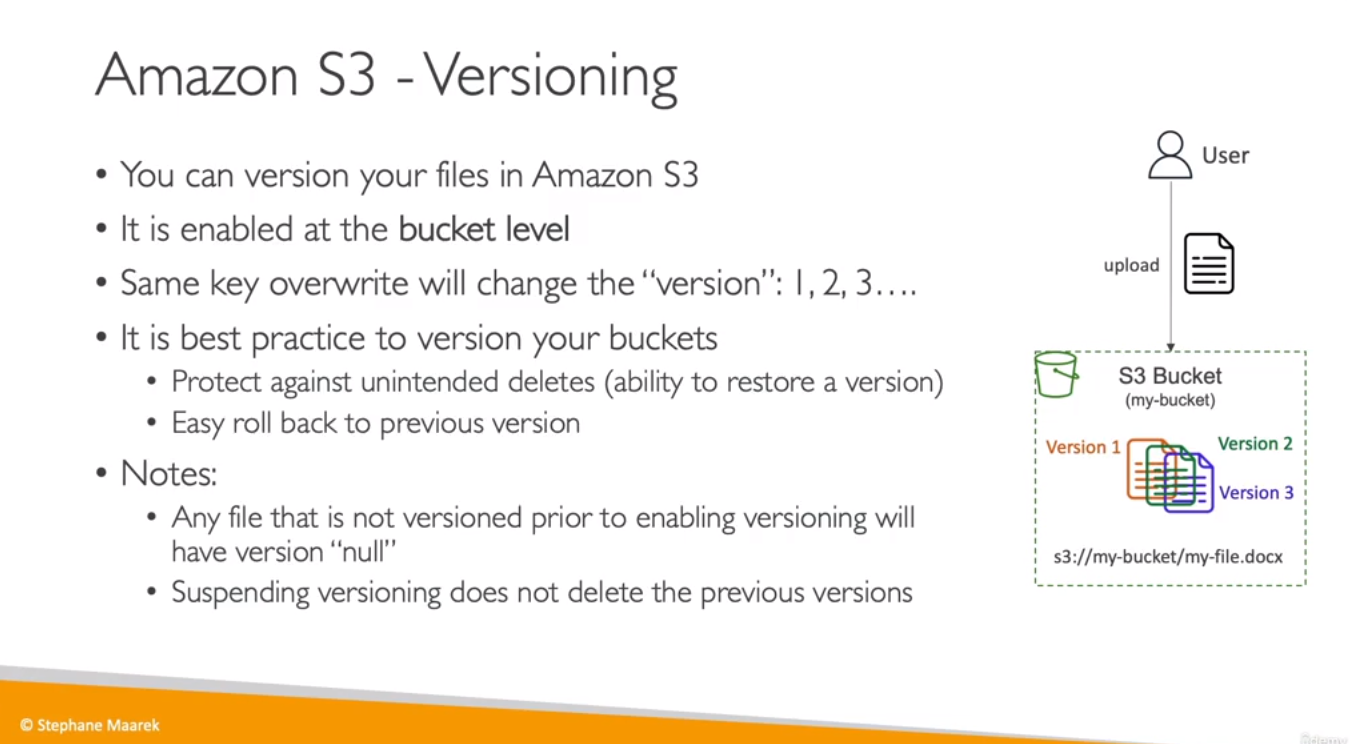 Amazon S3 - Versioning
• You can version your files in Amazon S3
• It is enabled at the bucket level
• Same key overwrite will change the “version”: 1, 2, 3….
• It is best practice to version your buckets
• Protect against unintended deletes (ability to restore a version)
• Easy roll back to previous version
• Notes:
• Any file that is not versioned prior to enabling versioning will
have version “null”
• Suspending versioning does not delete the previous versions
User
upload
S3 Bucket
(my-bucket)
Version 1
Version 2
Version 3
s3://my-bucket/my-file.docx
© Stephane Maarek